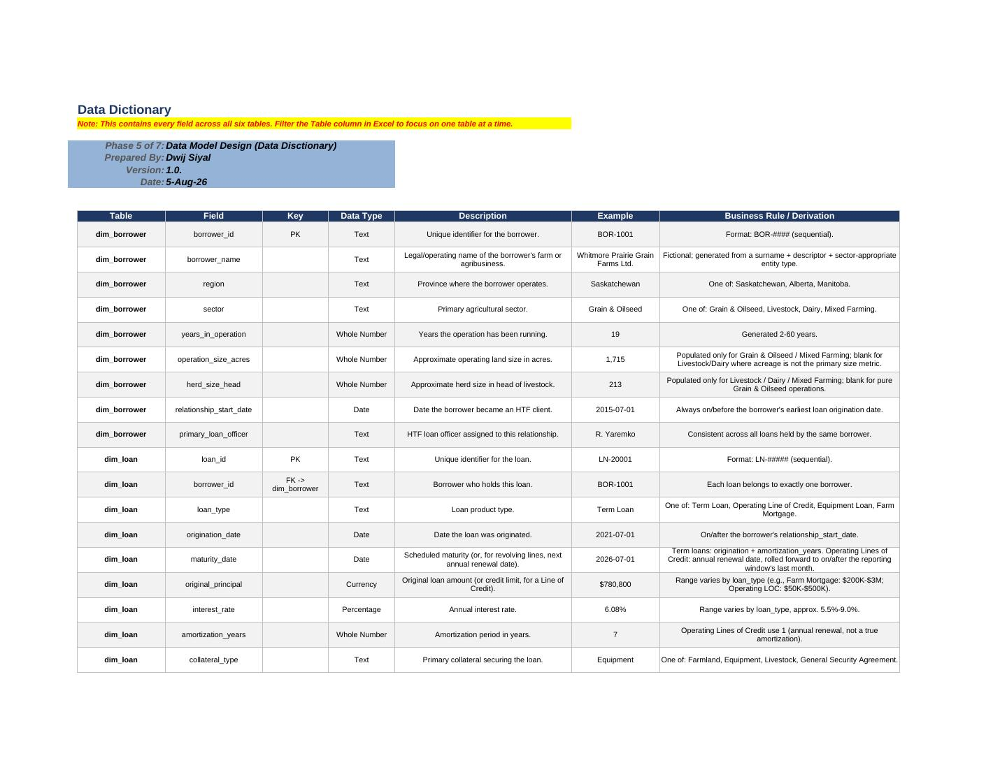 Data Dictionary
Note: This contains every field across all six tables. Filter the Table column in Excel to focus on one table at a time.
Phase 5 of 7: Data Model Design (Data Disctionary)
Prepared By: Dwij Siyal
Version: 1.0.
Date: 5-Aug-26
Table Field Key Data Type Description Example Business Rule / Derivation
dim_borrower borrower_id PK Text Unique identifier for the borrower. BOR-1001 Format: BOR-#### (sequential).
dim_borrower borrower_name Text Legal/operating name of the borrower's farm or
agribusiness. Whitmore Prairie Grain
Farms Ltd. Fictional; generated from a surname + descriptor + sector-appropriate
entity type.
dim_borrower region Text Province where the borrower operates. Saskatchewan One of: Saskatchewan, Alberta, Manitoba.
dim_borrower sector Text Primary agricultural sector. Grain & Oilseed One of: Grain & Oilseed, Livestock, Dairy, Mixed Farming.
dim_borrower years_in_operation Whole Number Years the operation has been running. 19 Generated 2-60 years.
dim_borrower operation_size_acres Whole Number Approximate operating land size in acres. 1,715 Populated only for Grain & Oilseed / Mixed Farming; blank for
Livestock/Dairy where acreage is not the primary size metric.
dim_borrower herd_size_head Whole Number Approximate herd size in head of livestock. 213 Populated only for Livestock / Dairy / Mixed Farming; blank for pure
Grain & Oilseed operations.
dim_borrower relationship_start_date Date Date the borrower became an HTF client. 2015-07-01 Always on/before the borrower's earliest loan origination date.
dim_borrower primary_loan_officer Text HTF loan officer assigned to this relationship. R. Yaremko Consistent across all loans held by the same borrower.
dim_loan loan_id PK Text Unique identifier for the loan. LN-20001 Format: LN-##### (sequential).
dim_loan borrower_id FK ->
dim_borrower Text Borrower who holds this loan. BOR-1001 Each loan belongs to exactly one borrower.
dim_loan loan_type Text Loan product type. Term Loan One of: Term Loan, Operating Line of Credit, Equipment Loan, Farm
Mortgage.
dim_loan origination_date Date Date the loan was originated. 2021-07-01 On/after the borrower's relationship_start_date.
dim_loan maturity_date Date Scheduled maturity (or, for revolving lines, next
annual renewal date). 2026-07-01 Term loans: origination + amortization_years. Operating Lines of
Credit: annual renewal date, rolled forward to on/after the reporting
window's last month.
dim_loan original_principal Currency Original loan amount (or credit limit, for a Line of
Credit). $780,800 Range varies by loan_type (e.g., Farm Mortgage: $200K-$3M;
Operating LOC: $50K-$500K).
dim_loan interest_rate Percentage Annual interest rate. 6.08% Range varies by loan_type, approx. 5.5%-9.0%.
dim_loan amortization_years Whole Number Amortization period in years. 7 Operating Lines of Credit use 1 (annual renewal, not a true
amortization).
dim_loan collateral_type Text Primary collateral securing the loan. Equipment One of: Farmland, Equipment, Livestock, General Security Agreement.